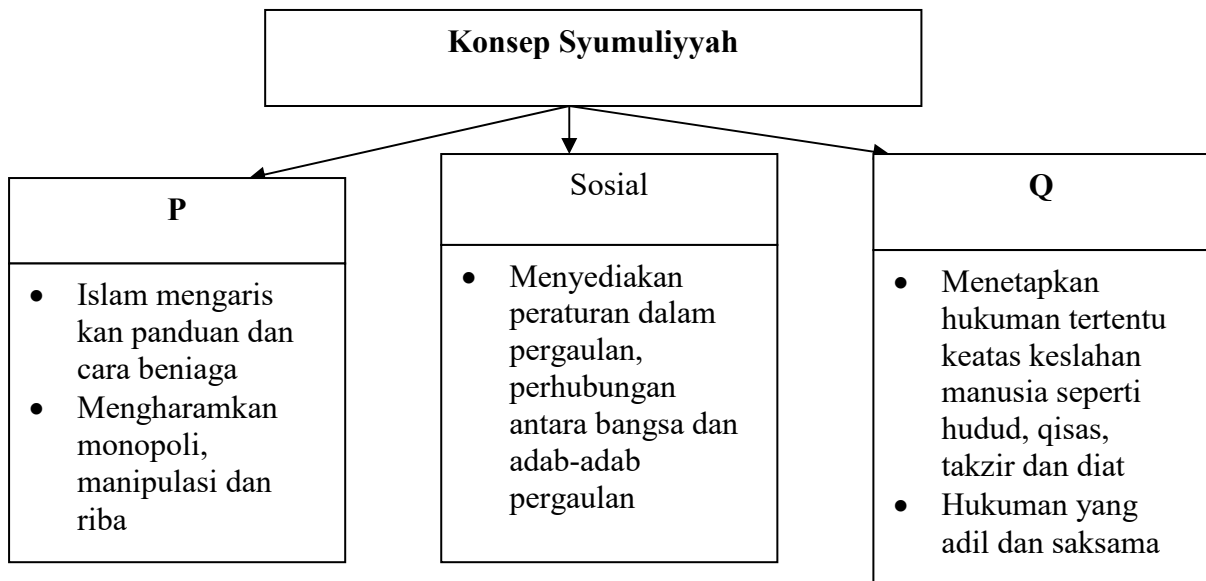 Konsep Syumuliyyah
P
• Islam mengaris
kan panduan dan
cara beniaga
• Mengharamkan
monopoli,
manipulasi dan
riba
Sosial
• Menyediakan
peraturan dalam
pergaulan,
perhubungan
antara bangsa dan
adab-adab
pergaulan
Q
• Menetapkan
hukuman tertentu
keatas keslahan
manusia seperti
hudud, qisas,
takzir dan diat
• Hukuman yang
adil dan saksama